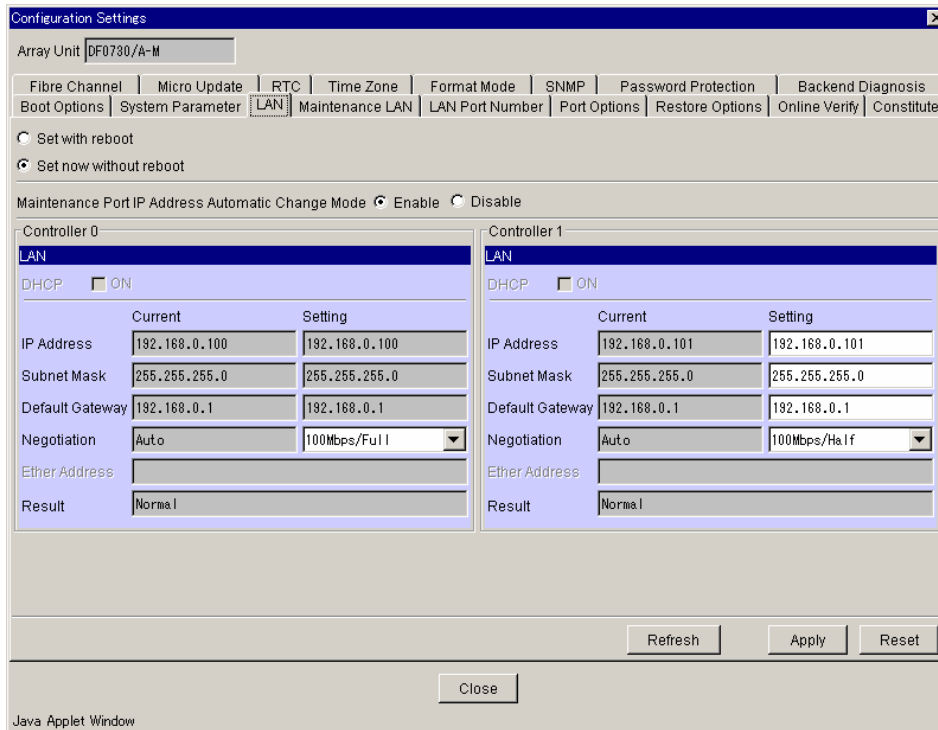 Configuration Settings
Array Unit DF0730/A-M
Fibre Channel Micro Update RTC Time Zone Format Mode SNMP Password Protection Backend Diagnosis
Boot Options System Parameter LAN Maintenance LAN LAN Port Number Port Options Restore Options Online Verify Constitute
Set with reboot
Set now without reboot
Maintenance Port IP Address Automatic Change Mode Enable Disable
Controller 0
LAN
DHCP ON
Current Setting
IP Address 192.168.0.100 192.168.0.100
Subnet Mask 255.255.255.0 255.255.255.0
Default Gateway 192.168.0.1 192.168.0.1
Negotiation Auto 100Mbps/Full
Ether Address
Result Normal
Controller 1
LAN
DHCP ON
Current Setting
IP Address 192.168.0.101 192.168.0.101
Subnet Mask 255.255.255.0 255.255.255.0
Default Gateway 192.168.0.1 192.168.0.1
Negotiation Auto 100Mbps/Half
Ether Address
Result Normal
Refresh Apply Reset
Close
Java Applet Window